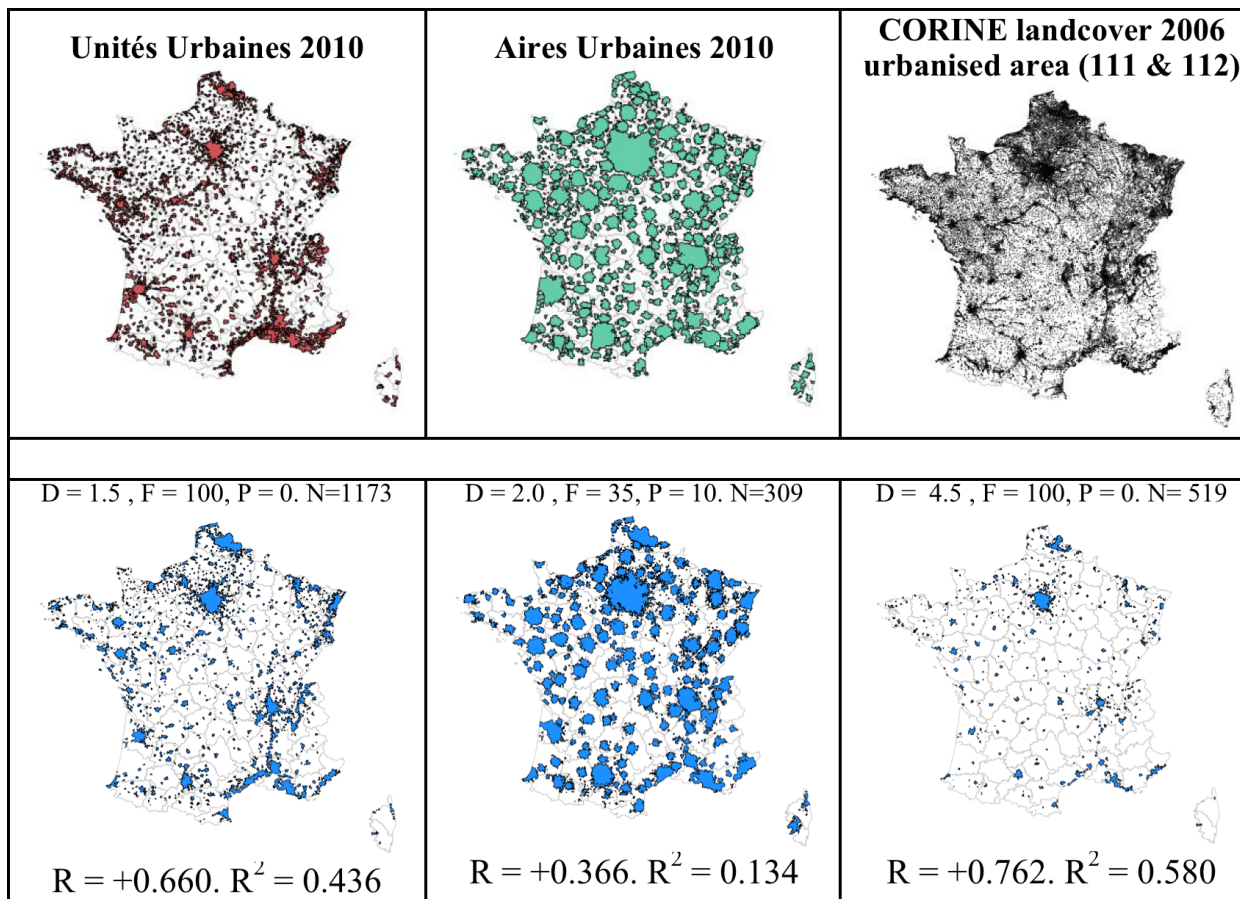 Unités Urbaines 2010
Aires Urbaines 2010
CORINE landcover 2006
urbanised area (111 & 112)
D = 1.5 , F = 100, P = 0. N=1173
D = 2.0 , F = 35, P = 10. N=309
D = 4.5 , F = 100, P = 0. N= 519
R = +0.660. R² = 0.436
R = +0.366. R² = 0.134
R = +0.762. R² = 0.580